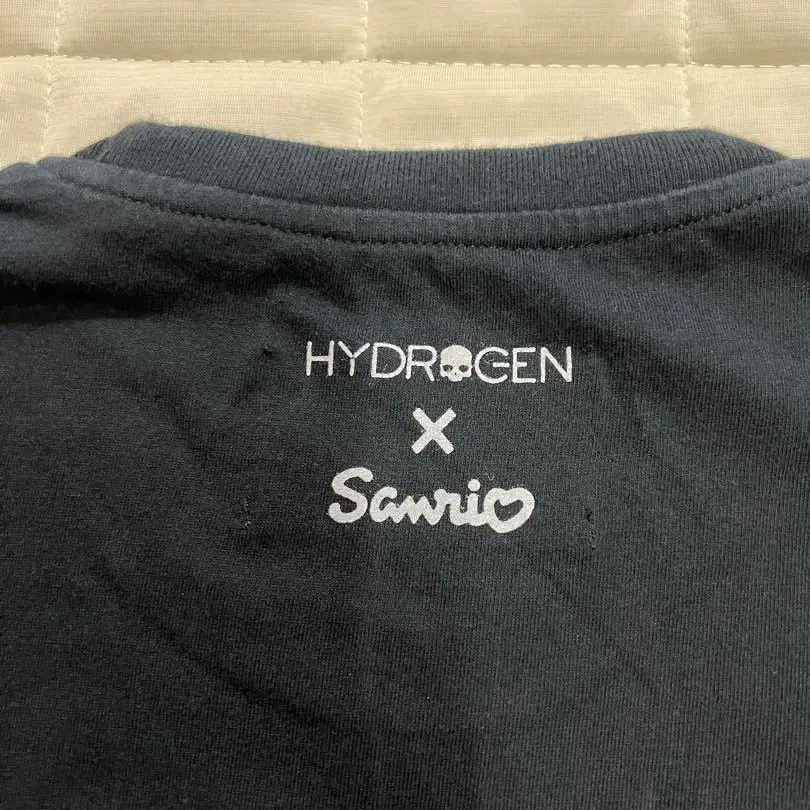 HYDROGEN
X
Sanrio